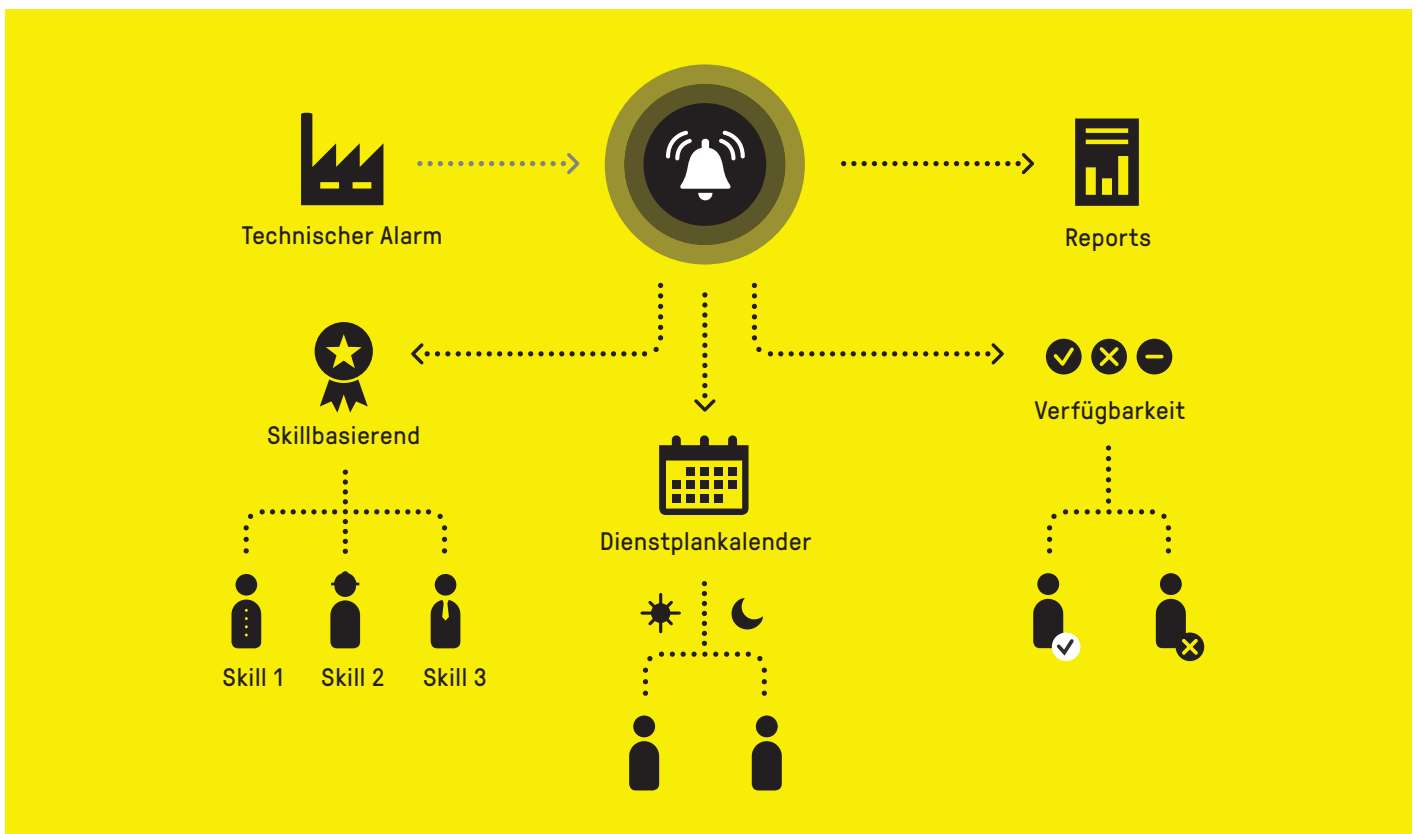 Technischer Alarm
Reports
Skillbasierend
Verfügbarkeit
Dienstplankalender
Skill 1
Skill 2
Skill 3